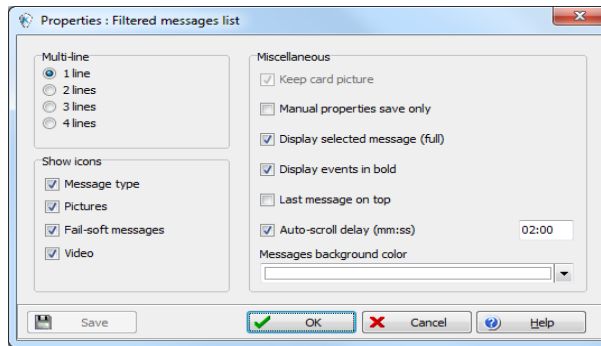 Properties : Filtered messages list
Multi-line
1 line
2 lines
3 lines
4 lines
Show icons
Message type
Pictures
Fail-soft messages
Video
Miscellaneous
Keep card picture
Manual properties save only
Display selected message (full)
Display events in bold
Last message on top
Auto-scroll delay (mm:ss) 02:00
Messages background color
Save OK Cancel Help